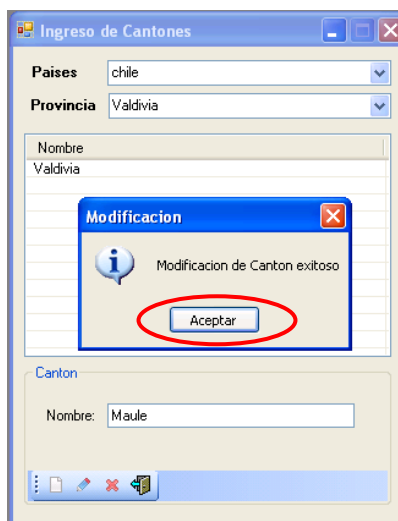 Ingreso de Cantones
Paises chile
Provincia Valdivia
Nombre
Valdivia
Modificacion
Modificacion de Canton exitoso
Aceptar
Canton
Nombre: Maule